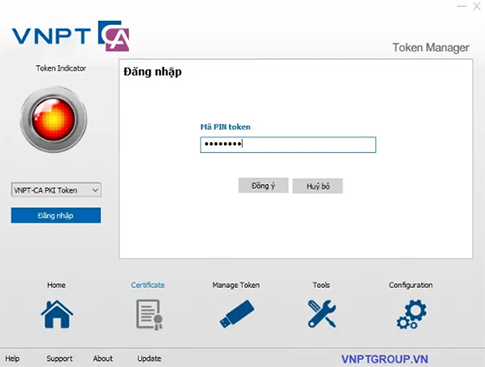 VNPT CA
Token Manager
Token Indicator
Đăng nhập
Mã PIN token
VNPT-CA PKI Token
Đồng ý
Huỷ bỏ
Đăng nhập
Home
Certificate
Manage Token
Tools
Configuration
Help
Support
About
Update
VNPTGROUP.VN